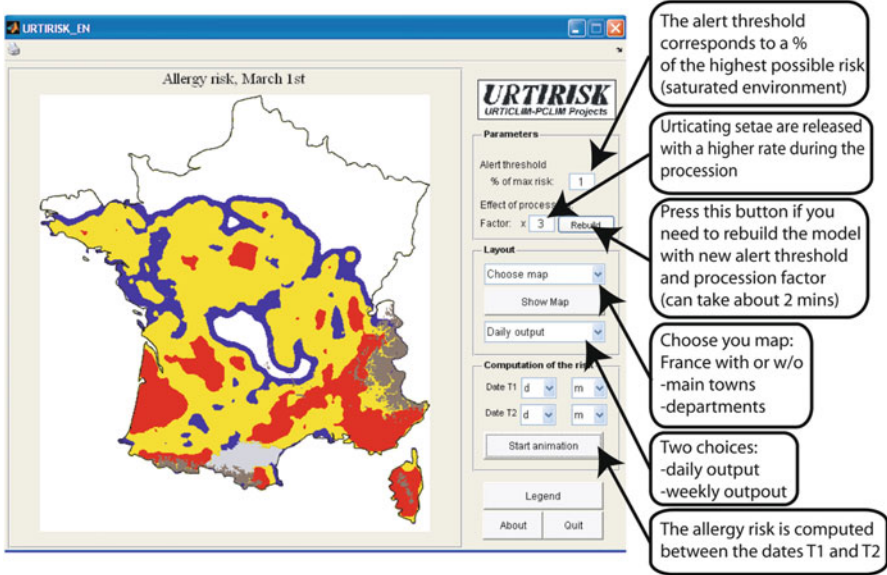 URTIRISK_EN
Allergy risk, March 1st
URTIRISK
URTICLIM-PCLIM Projects
Parameters
Alert threshold
% of max risk: 1
Effect of process
Factor: x 3 Rebuild
Layout
Choose map
Show Map
Daily output
Computation of the risk
Date T1 d m
Date T2 d m
Start animation
Legend
About Quit
The alert threshold
corresponds to a %
of the highest possible risk
(saturated environment)
Urticating setae are released
with a higher rate during the
procession
Press this button if you
need to rebuild the model
with new alert threshold
and procession factor
(can take about 2 mins)
Choose you map:
France with or w/o
-main towns
-departments
Two choices:
-daily output
-weekly outpout
The allergy risk is computed
between the dates T1 and T2